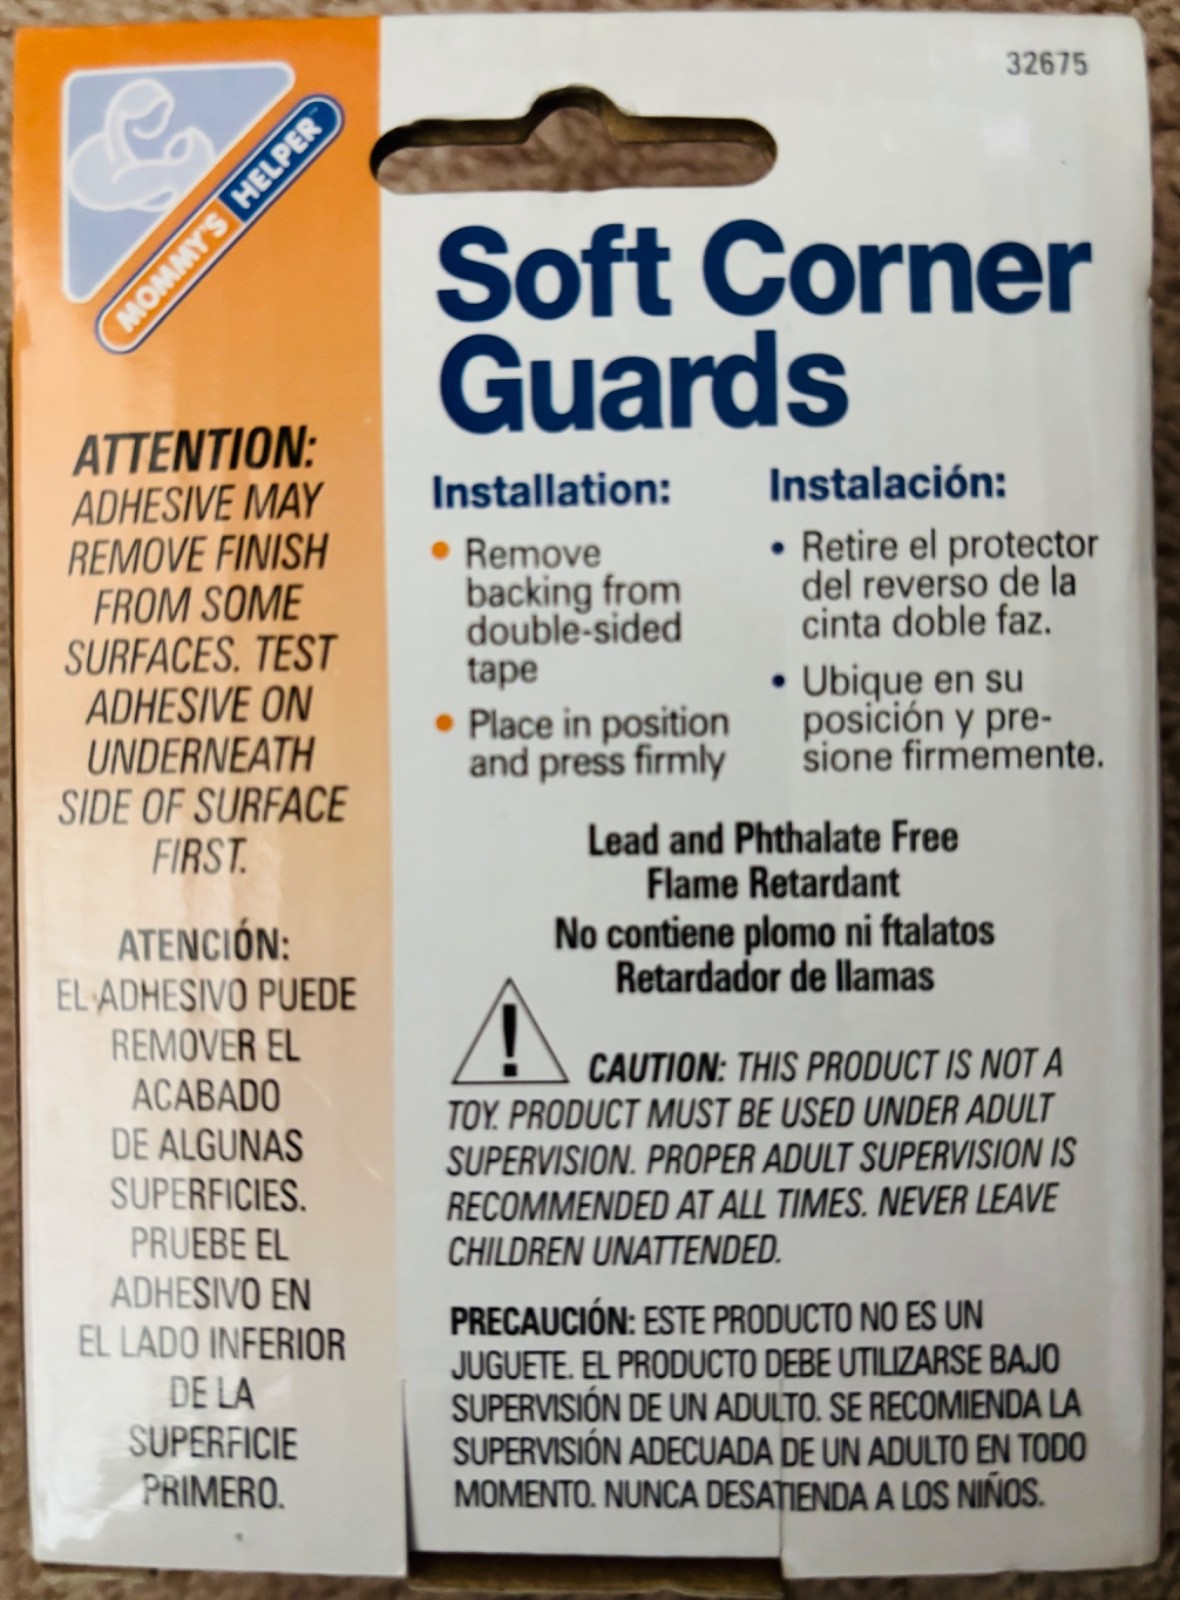 32675
MOMMY'S HELPER™
Soft Corner
Guards
ATTENTION:
ADHESIVE MAY
REMOVE FINISH
FROM SOME
SURFACES. TEST
ADHESIVE ON
UNDERNEATH
SIDE OF SURFACE
FIRST.
ATENCIÓN:
EL ADHESIVO PUEDE
REMOVER EL
ACABADO
DE ALGUNAS
SUPERFICIES.
PRUEBE EL
ADHESIVO EN
EL LADO INFERIOR
DE LA
SUPERFICIE
PRIMERO.
Installation:
• Remove
backing from
double-sided
tape
• Place in position
and press firmly
Instalación:
• Retire el protector
del reverso de la
cinta doble faz.
• Ubique en su
posición y pre-
sione firmemente.
Lead and Phthalate Free
Flame Retardant
No contiene plomo ni ftalatos
Retardador de llamas
! CAUTION: THIS PRODUCT IS NOT A
TOY. PRODUCT MUST BE USED UNDER ADULT
SUPERVISION. PROPER ADULT SUPERVISION IS
RECOMMENDED AT ALL TIMES. NEVER LEAVE
CHILDREN UNATTENDED.
PRECAUCIÓN: ESTE PRODUCTO NO ES UN
JUGUETE. EL PRODUCTO DEBE UTILIZARSE BAJO
SUPERVISIÓN DE UN ADULTO. SE RECOMIENDA LA
SUPERVISIÓN ADECUADA DE UN ADULTO EN TODO
MOMENTO. NUNCA DESATIENDA A LOS NIÑOS.